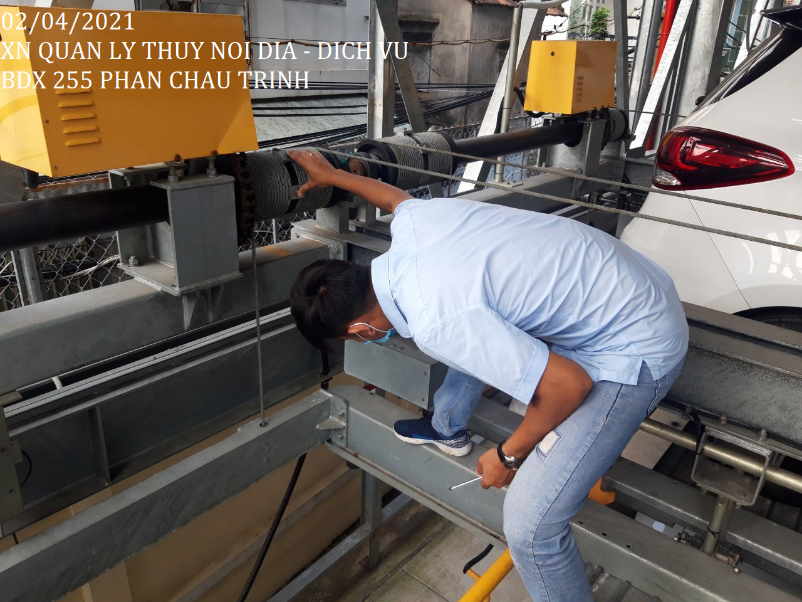 02/04/2021
XN QUAN LY THUY NOI DIA - DICH VU
BDX 255 PHAN CHAU TRINH